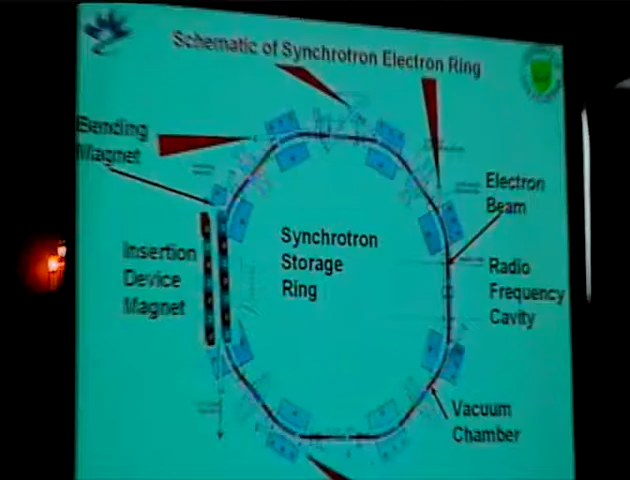 Schematic of Synchrotron Electron Ring
Bending
Magnet
Electron
Beam
Synchrotron
Storage
Ring
Insertion
Device
Magnet
Radio
Frequency
Cavity
Vacuum
Chamber